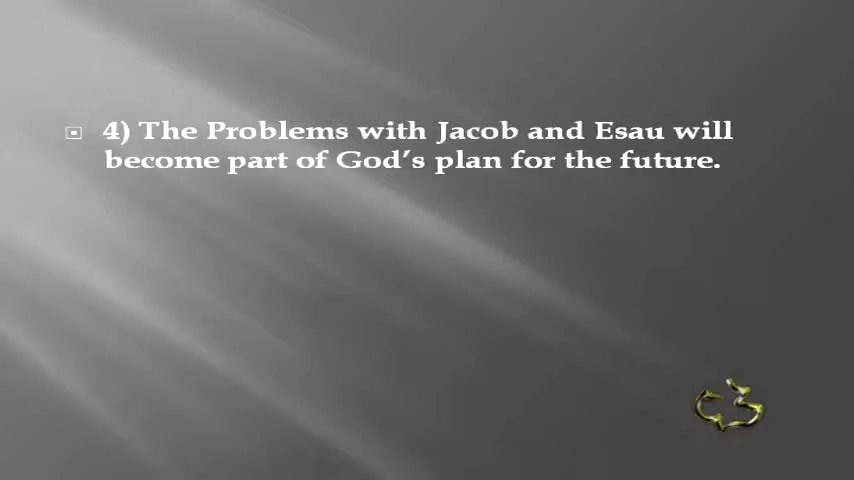 4) The Problems with Jacob and Esau will
become part of God's plan for the future.